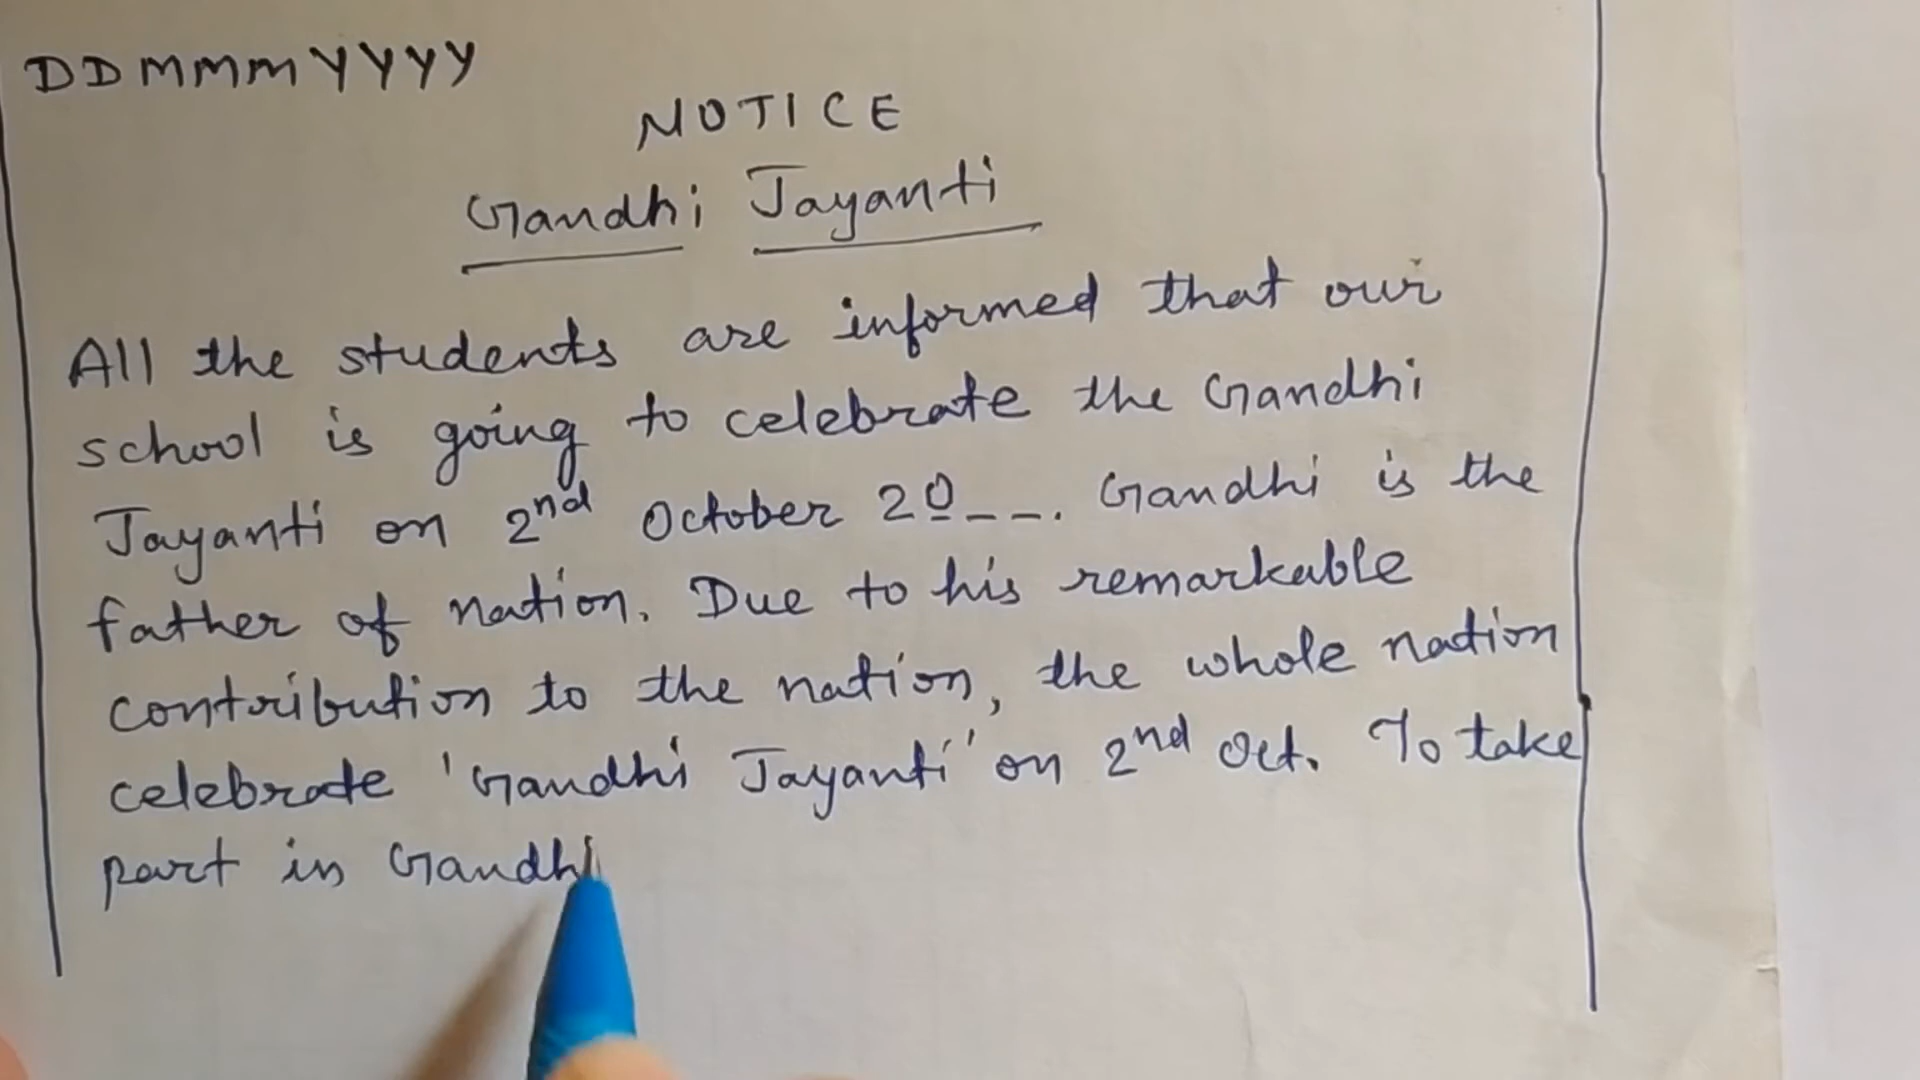 DDMMMYYYY
NOTICE
Gandhi Jayanti
All the students are informed that our
school is going to celebrate the Gandhi
Jayanti on 2nd October 20__. Gandhi is the
father of nation. Due to his remarkable
contribution to the nation, the whole nation
celebrate 'Gandhi Jayanti' on 2nd Oct. To take
part in Gandhi